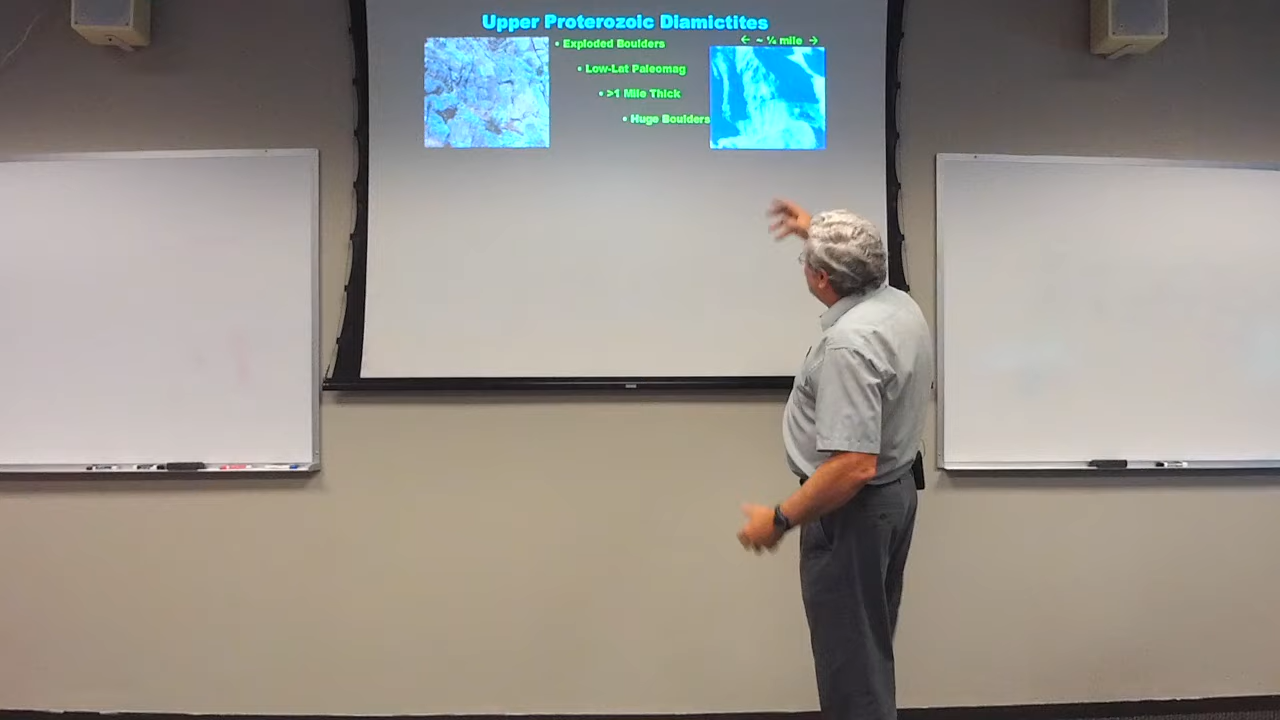 Upper Proterozoic Diamictites
• Exploded Boulders
← ~ ¼ mile →
• Low-Lat Paleomag
• >1 Mile Thick
• Huge Boulders